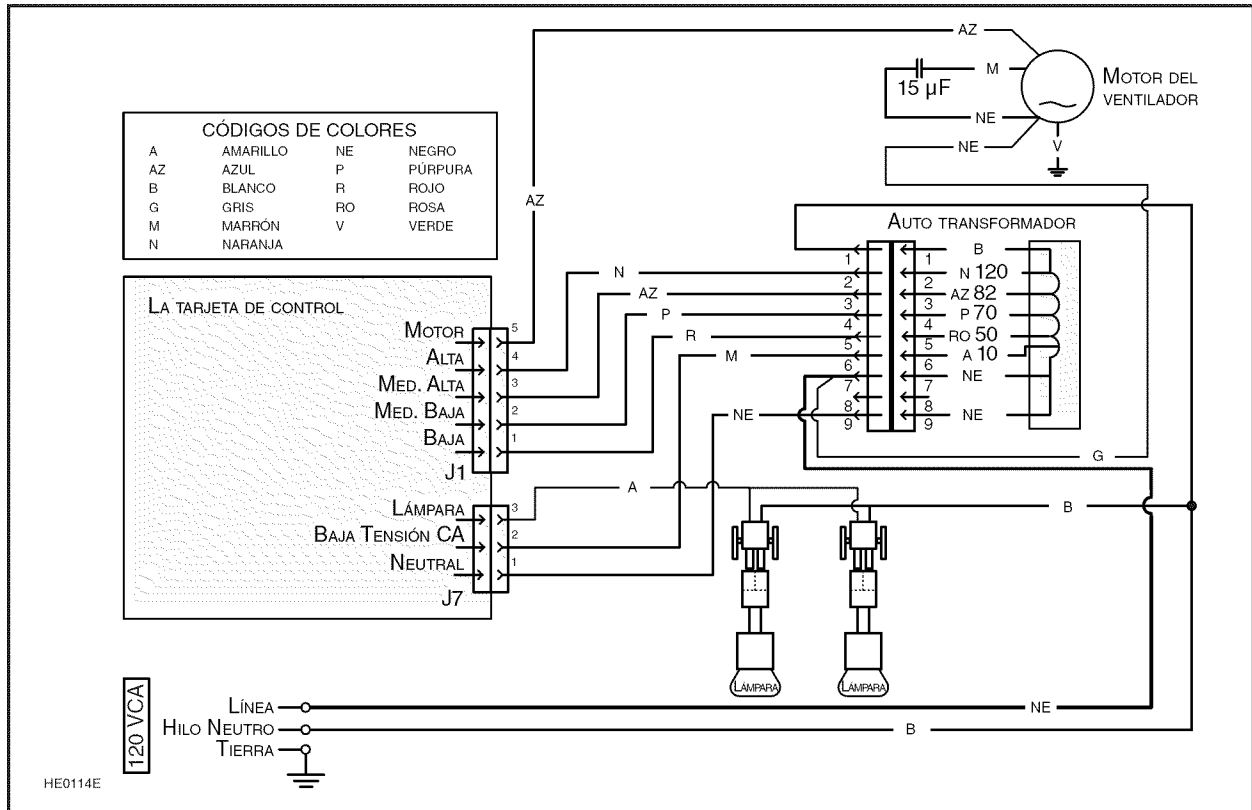 AZ
M
15 µF
MOTOR DEL
VENTILADOR
NE
NE
V
CÓDIGOS DE COLORES
A AMARILLO NE NEGRO
AZ AZUL P PÚRPURA
B BLANCO R ROJO
G GRIS RO ROSA
M MARRÓN V VERDE
N NARANJA
AZ
AUTO TRANSFORMADOR
B
1 1
N
N 120
2 2
AZ
AZ 82
3 3
P
P 70
4 4
R
RO 50
5 5
M
A 10
6 6
NE
7 7
8 8
NE
NE
9 9
LA TARJETA DE CONTROL
MOTOR 5
ALTA 4
MED. ALTA 3
MED. BAJA 2
BAJA 1
J1
G
A
LÁMPARA 3
B
BAJA TENSIÓN CA 2
NEUTRAL 1
J7
LÁMPARA LÁMPARA
120 VCA
LÍNEA
NE
HILO NEUTRO
B
TIERRA
HE0114E